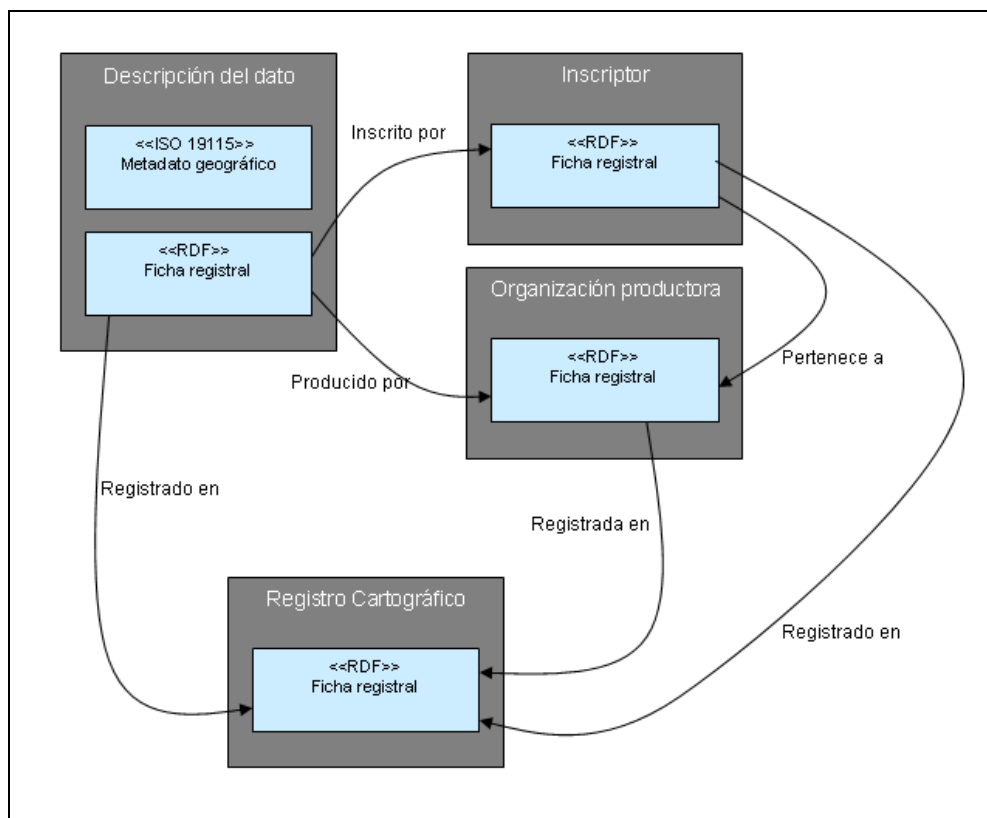 Descripción del dato
<<ISO 19115>>
Metadato geográfico
<<RDF>>
Ficha registral
Inscrito por
Inscriptor
<<RDF>>
Ficha registral
Organización productora
<<RDF>>
Ficha registral
Pertenece a
Producido por
Registrado en
Registrada en
Registro Cartográfico
<<RDF>>
Ficha registral
Registrado en